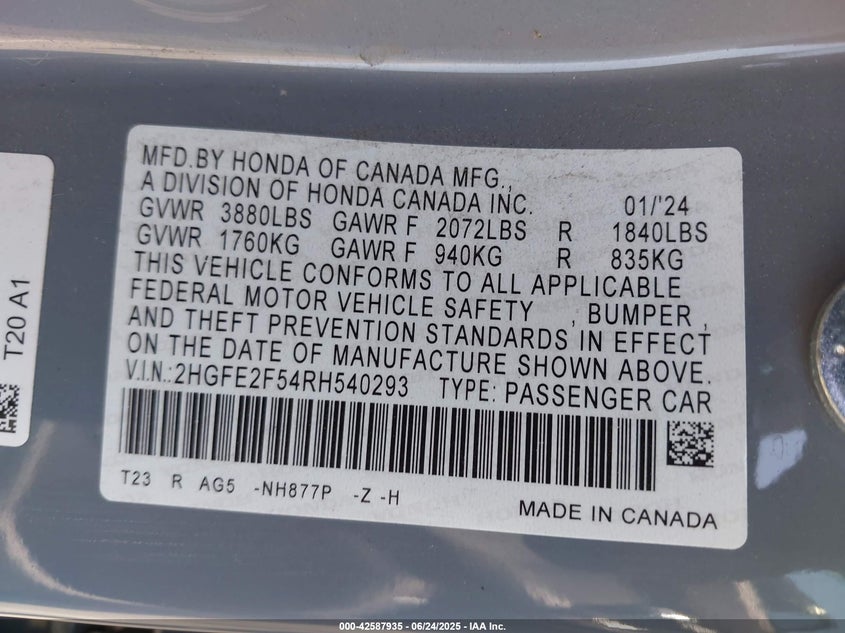 MFD.BY HONDA OF CANADA MFG.,
A DIVISION OF HONDA CANADA INC. 01/'24
GVWR 3880LBS GAWR F 2072LBS R 1840LBS
GVWR 1760KG GAWR F 940KG R 835KG
THIS VEHICLE CONFORMS TO ALL APPLICABLE
FEDERAL MOTOR VEHICLE SAFETY , BUMPER ,
AND THEFT PREVENTION STANDARDS IN EFFECT
ON THE DATE OF MANUFACTURE SHOWN ABOVE.
V.I.N.:2HGFE2F54RH540293 TYPE: PASSENGER CAR
T23 R AG5 -NH877P -Z -H
MADE IN CANADA
T20 A1
000-42587935 - 06/24/2025 - IAA Inc.